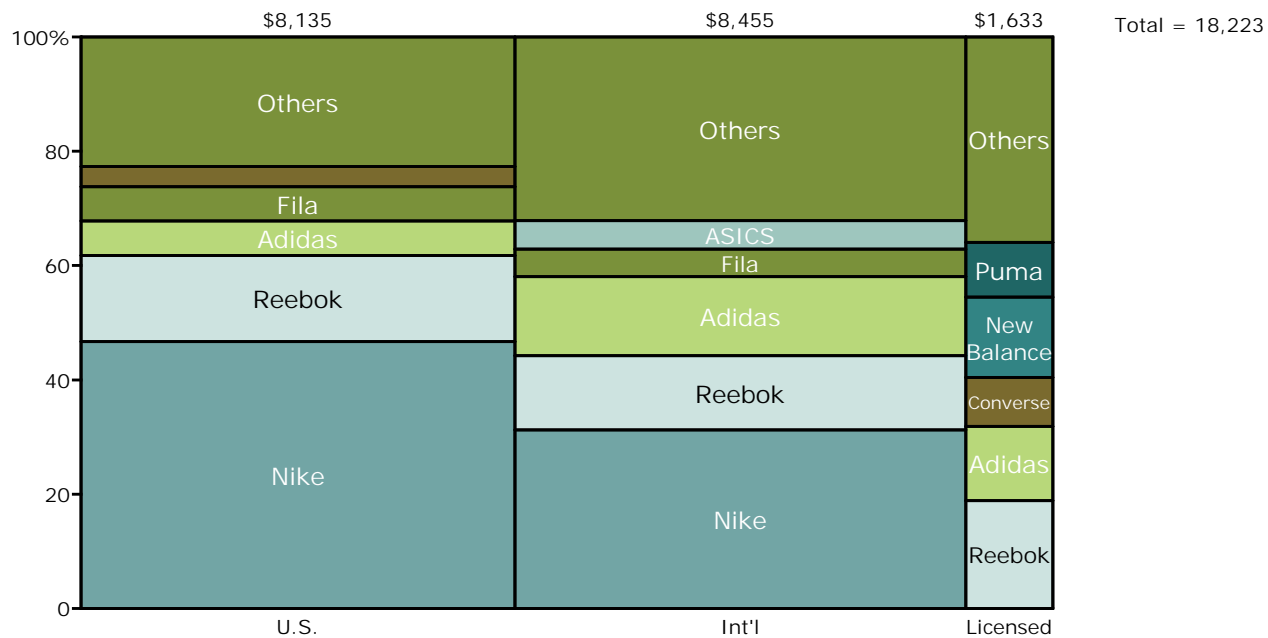 $8,135
$8,455
$1,633
Total = 18,223
100%
80
60
40
20
0
Others
Fila
Adidas
Reebok
Nike
Others
ASICS
Fila
Adidas
Reebok
Nike
Others
Puma
New
Balance
Converse
Adidas
Reebok
U.S.
Int'l
Licensed